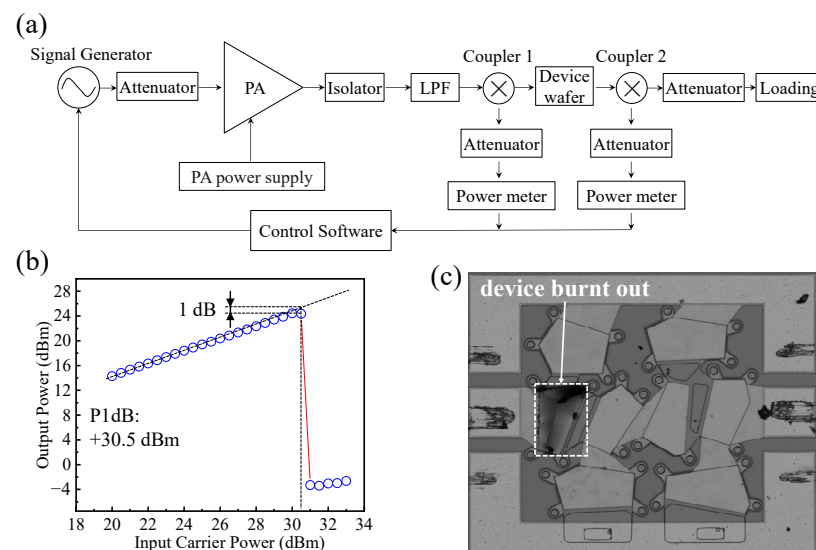 (a)
Signal Generator
Attenuator
PA
Isolator
LPF
Coupler 1
Device
wafer
Coupler 2
Attenuator
Loading
PA power supply
Attenuator
Attenuator
Power meter
Power meter
Control Software
(b)
28
24
20
16
12
8
4
0
−4
Output Power (dBm)
1 dB
P1dB:
+30.5 dBm
18 20 22 24 26 28 30 32 34
Input Carrier Power (dBm)
(c)
device burnt out